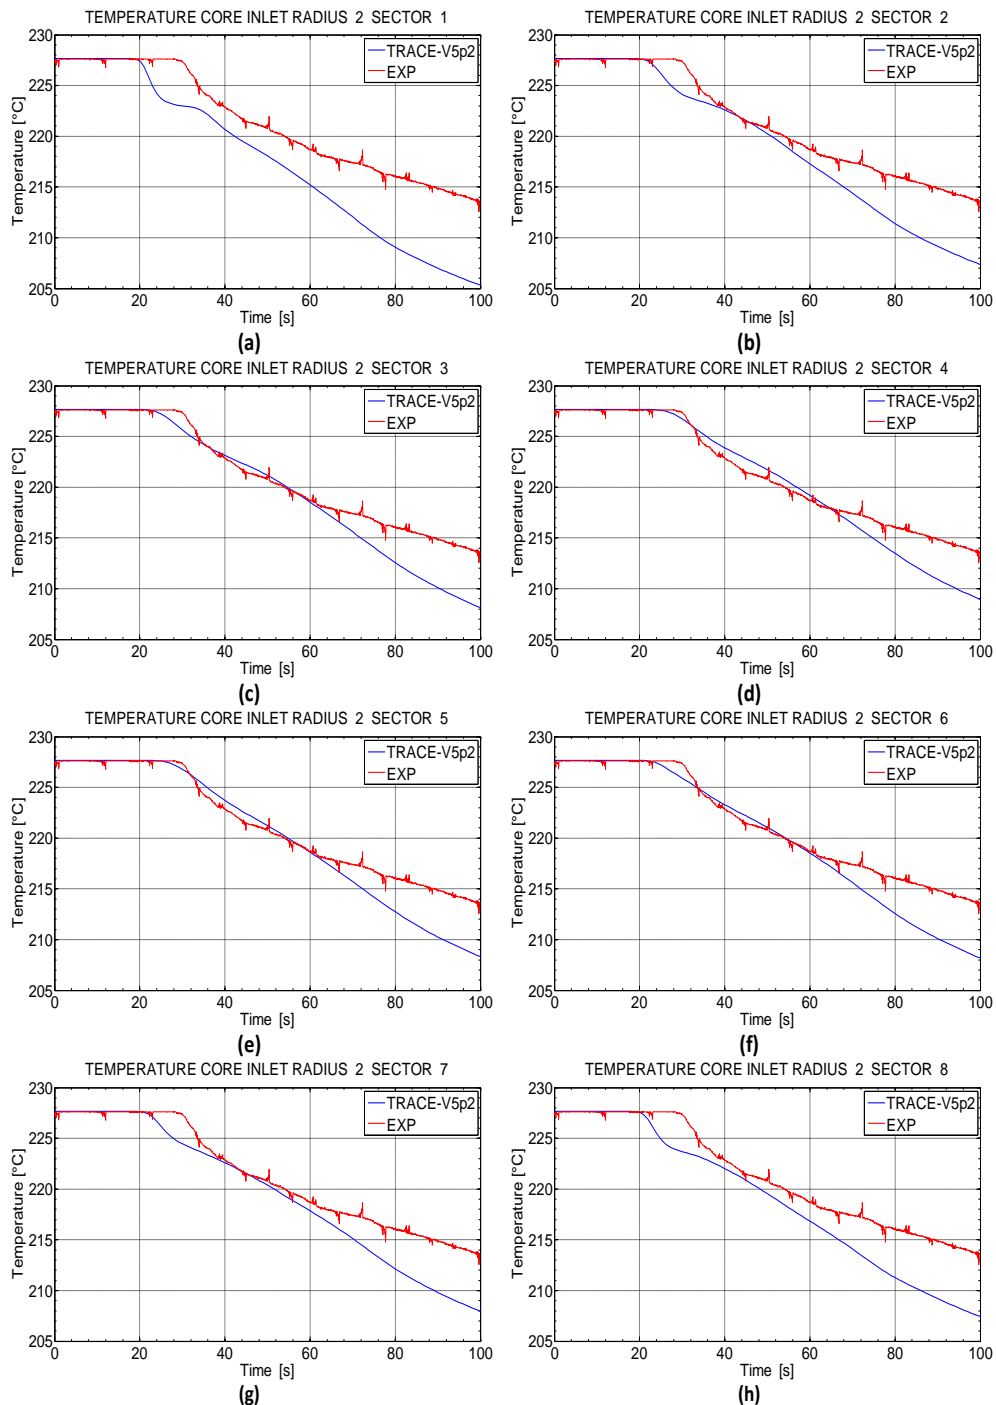 TEMPERATURE CORE INLET RADIUS 2 SECTOR 1
TRACE-V5p2
EXP
Temperature [°C]
230
225
220
215
210
205
0 20 40 60 80 100
Time [s]
(a)
TEMPERATURE CORE INLET RADIUS 2 SECTOR 2
TRACE-V5p2
EXP
Temperature [°C]
230
225
220
215
210
205
0 20 40 60 80 100
Time [s]
(b)
TEMPERATURE CORE INLET RADIUS 2 SECTOR 3
TRACE-V5p2
EXP
Temperature [°C]
230
225
220
215
210
205
0 20 40 60 80 100
Time [s]
(c)
TEMPERATURE CORE INLET RADIUS 2 SECTOR 4
TRACE-V5p2
EXP
Temperature [°C]
230
225
220
215
210
205
0 20 40 60 80 100
Time [s]
(d)
TEMPERATURE CORE INLET RADIUS 2 SECTOR 5
TRACE-V5p2
EXP
Temperature [°C]
230
225
220
215
210
205
0 20 40 60 80 100
Time [s]
(e)
TEMPERATURE CORE INLET RADIUS 2 SECTOR 6
TRACE-V5p2
EXP
Temperature [°C]
230
225
220
215
210
205
0 20 40 60 80 100
Time [s]
(f)
TEMPERATURE CORE INLET RADIUS 2 SECTOR 7
TRACE-V5p2
EXP
Temperature [°C]
230
225
220
215
210
205
0 20 40 60 80 100
Time [s]
(g)
TEMPERATURE CORE INLET RADIUS 2 SECTOR 8
TRACE-V5p2
EXP
Temperature [°C]
230
225
220
215
210
205
0 20 40 60 80 100
Time [s]
(h)